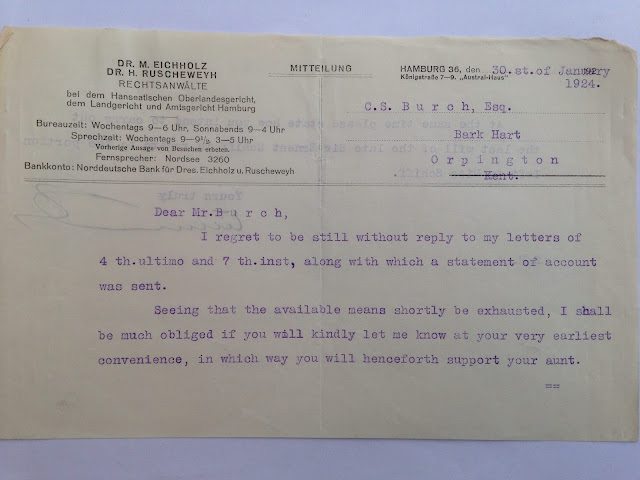 DR. M. EICHHOLZ
DR. H. RUSCHEWEYH
RECHTSANWÄLTE
bei dem Hanseatischen Oberlandesgericht,
dem Landgericht und Amtsgericht Hamburg
Bureauzeit: Wochentags 9—6 Uhr, Sonnabends 9—4 Uhr
Sprechzeit: Wochentags 9—9½, 3—5 Uhr
Vorherige Ansage von Besuchen erbeten.
Fernsprecher: Nordsee 3260
Bankkonto: Norddeutsche Bank für Dres. Eichholz u. Ruscheweyh
MITTEILUNG
HAMBURG 36, den 30.st.of January 192
Königstraße 7—9. „Austral-Haus"
1924.
C.S. Burch, Esq.
Bark Hart
Orpington
Kent.
Dear Mr.Burch,
I regret to be still without reply to my letters of
4 th.ultimo and 7 th.inst, along with which a statement of account
was sent.
Seeing that the available means shortly be exhausted, I shall
be much obliged if you will kindly let me know at your very earliest
convenience, in which way you will henceforth support your aunt.
==
Yours truly